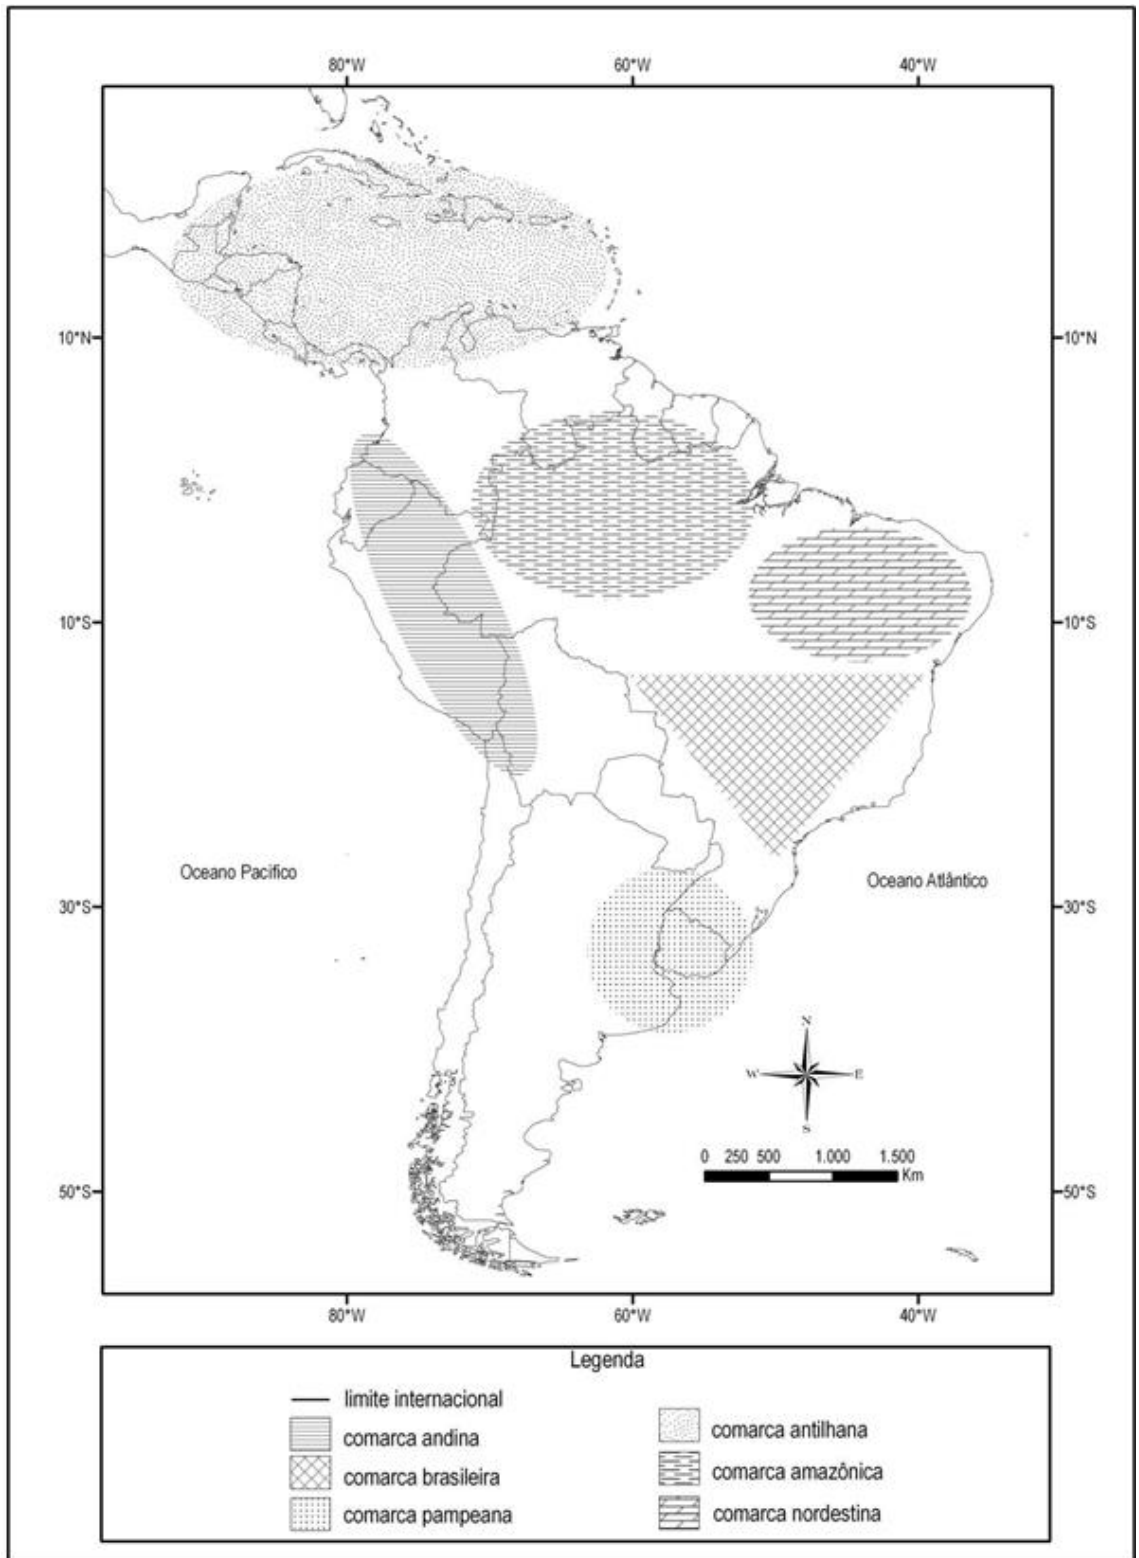 80°W 60°W 40°W
10°N 10°N
10°S 10°S
Oceano Pacífico
Oceano Atlântico
30°S 30°S
N
W E
S
0 250 500 1.000 1.500
Km
50°S 50°S
80°W 60°W 40°W
Legenda
limite internacional
comarca andina
comarca brasileira
comarca pampeana
comarca antilhana
comarca amazônica
comarca nordestina